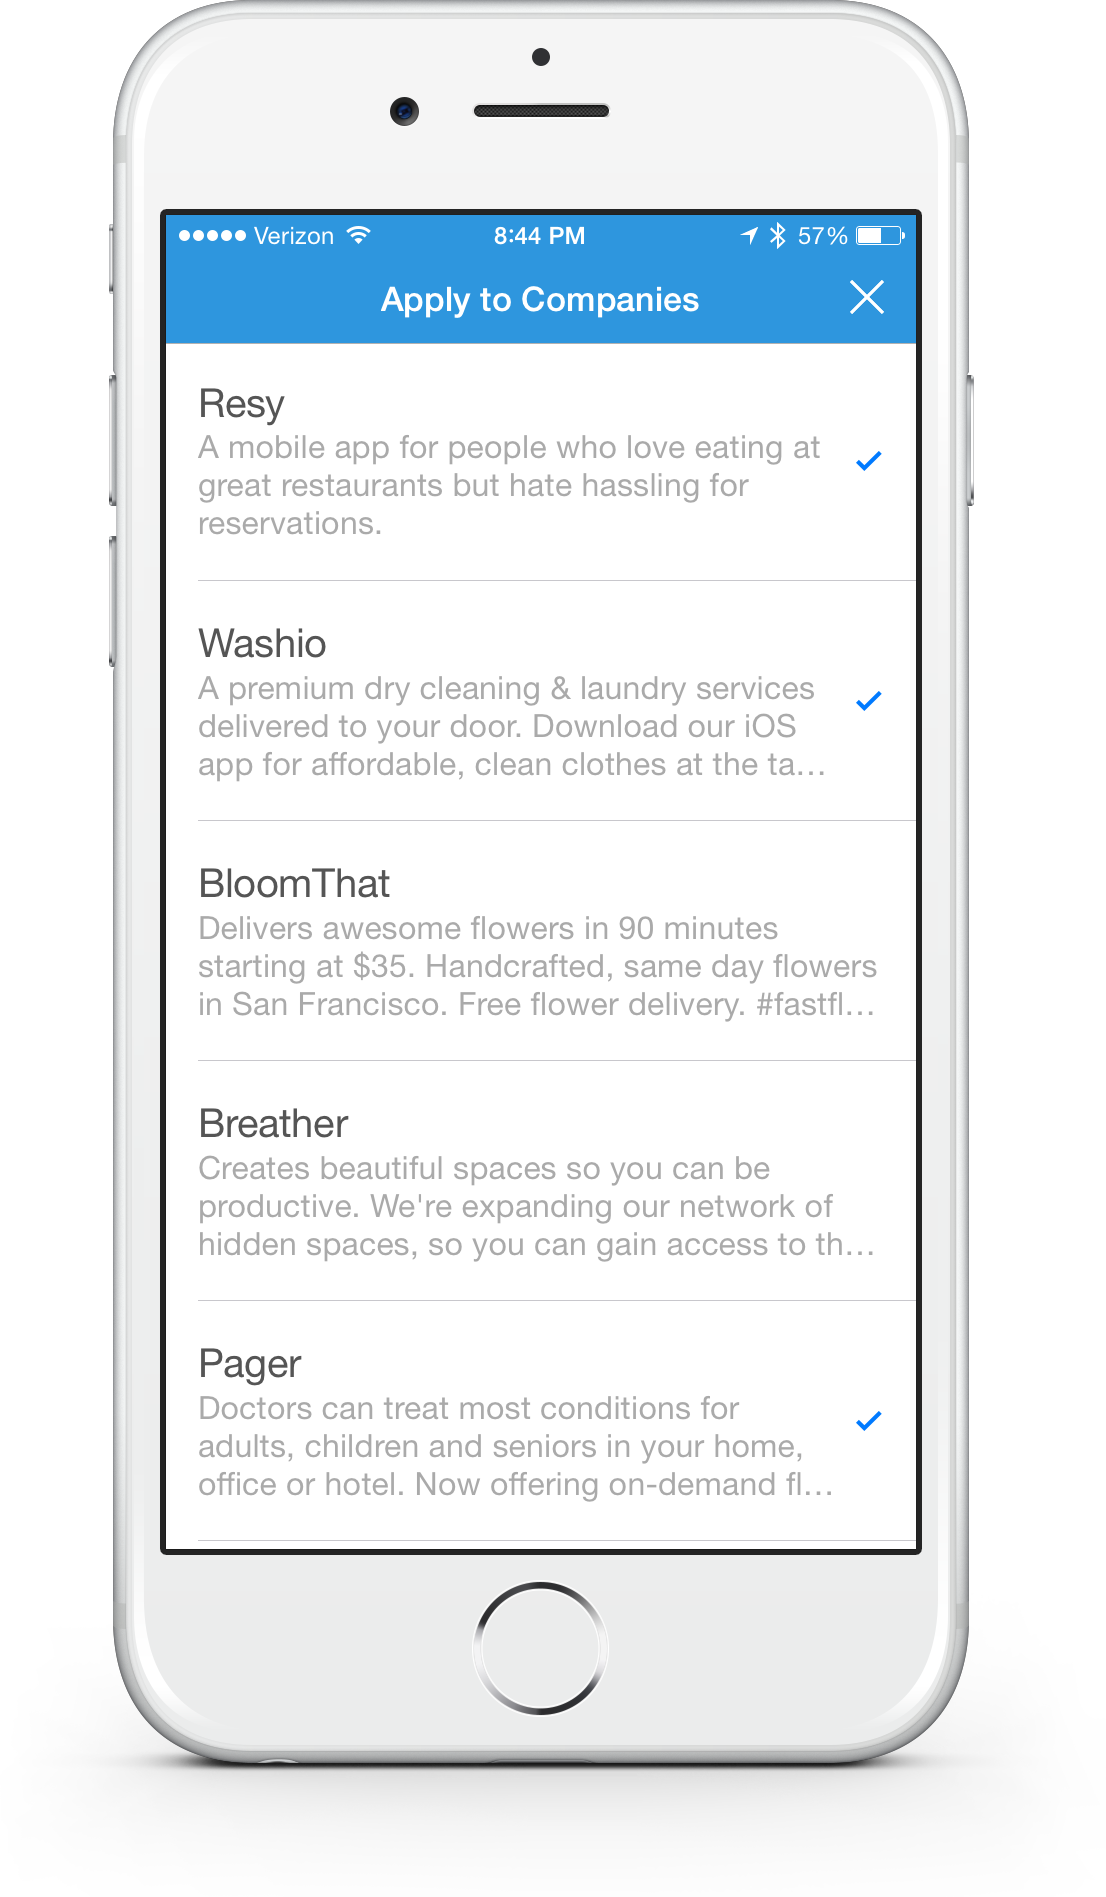 Verizon 8:44 PM 57%
Apply to Companies
Resy
A mobile app for people who love eating at
great restaurants but hate hassling for
reservations.
Washio
A premium dry cleaning & laundry services
delivered to your door. Download our iOS
app for affordable, clean clothes at the ta...
BloomThat
Delivers awesome flowers in 90 minutes
starting at $35. Handcrafted, same day flowers
in San Francisco. Free flower delivery. #fastfl...
Breather
Creates beautiful spaces so you can be
productive. We're expanding our network of
hidden spaces, so you can gain access to th...
Pager
Doctors can treat most conditions for
adults, children and seniors in your home,
office or hotel. Now offering on-demand fl...